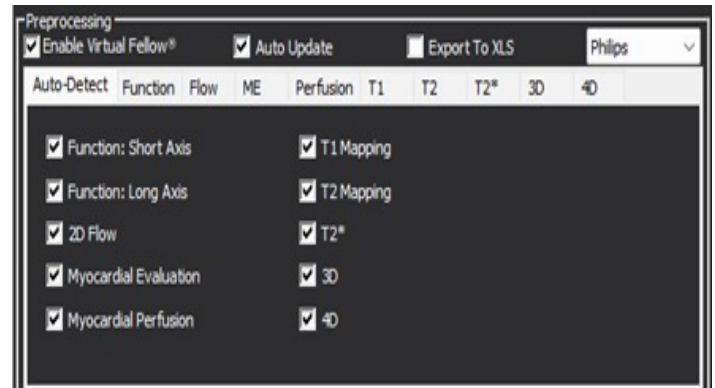 Preprocessing
Enable Virtual Fellow® Auto Update Export To XLS Philips
Auto-Detect Function Flow ME Perfusion T1 T2 T2* 3D 4D
Function: Short Axis T1 Mapping
Function: Long Axis T2 Mapping
2D Flow T2*
Myocardial Evaluation 3D
Myocardial Perfusion 4D